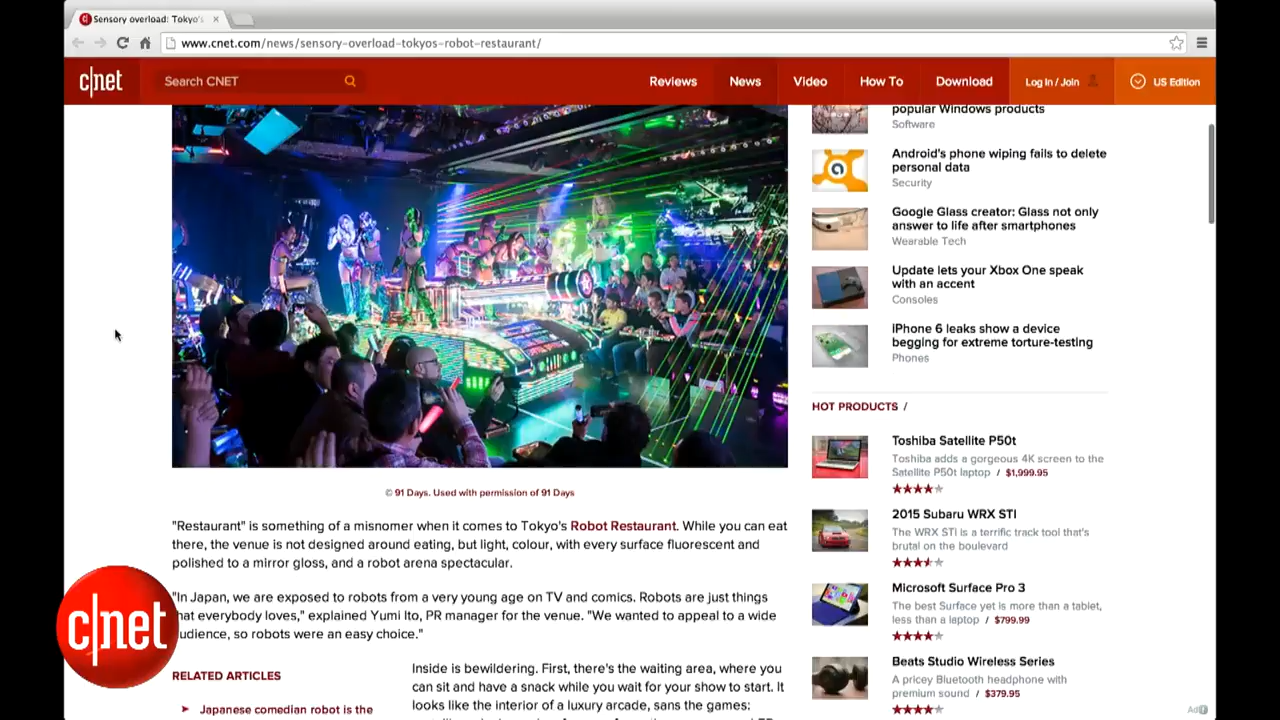 Sensory overload: Tokyo's
www.cnet.com/news/sensory-overload-tokyos-robot-restaurant/
c|net
Search CNET
Reviews
News
Video
How To
Download
Log In / Join
US Edition
popular Windows products
Software
Android's phone wiping fails to delete
personal data
Security
Google Glass creator: Glass not only
answer to life after smartphones
Wearable Tech
Update lets your Xbox One speak
with an accent
Consoles
iPhone 6 leaks show a device
begging for extreme torture-testing
Phones
HOT PRODUCTS /
Toshiba Satellite P50t
Toshiba adds a gorgeous 4K screen to the
Satellite P50t laptop / $1,999.95
2015 Subaru WRX STI
The WRX STi is a terrific track tool that's
brutal on the boulevard
Microsoft Surface Pro 3
The best Surface yet is more than a tablet,
less than a laptop / $799.99
Beats Studio Wireless Series
A pricey Bluetooth headphone with
premium sound / $379.95
© 91 Days. Used with permission of 91 Days
"Restaurant" is something of a misnomer when it comes to Tokyo's Robot Restaurant. While you can eat
there, the venue is not designed around eating, but light, colour, with every surface fluorescent and
polished to a mirror gloss, and a robot arena spectacular.
"In Japan, we are exposed to robots from a very young age on TV and comics. Robots are just things
that everybody loves," explained Yumi Ito, PR manager for the venue. "We wanted to appeal to a wide
audience, so robots were an easy choice."
RELATED ARTICLES
Japanese comedian robot is the
Inside is bewildering. First, there's the waiting area, where you
can sit and have a snack while you wait for your show to start. It
looks like the interior of a luxury arcade, sans the games;
c|net
Ad